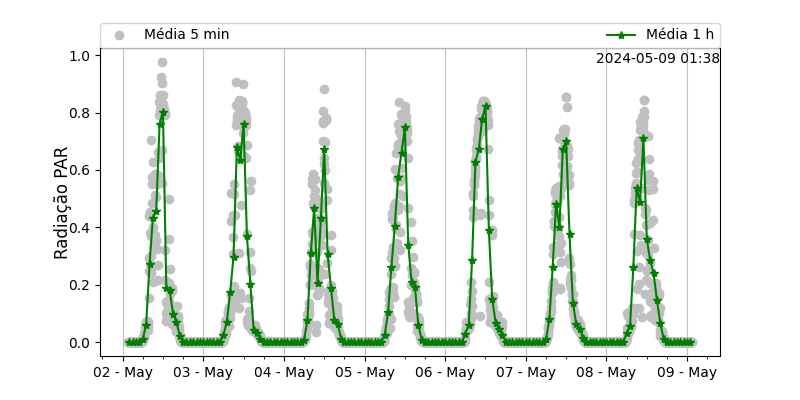 Média 5 min
Média 1 h
2024-05-09 01:38
Radiação PAR
1.0
0.8
0.6
0.4
0.2
0.0
02 - May
03 - May
04 - May
05 - May
06 - May
07 - May
08 - May
09 - May